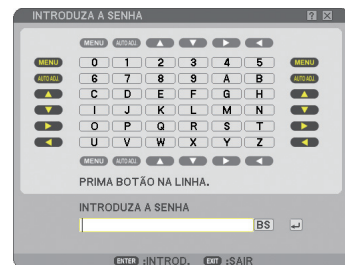 INTRODUZA A SENHA
MENU AUTO ADJ.
MENU 0 1 2 3 4 5 MENU
AUTO ADJ. 6 7 8 9 A B AUTO ADJ.
C D E F G H
I J K L M N
O P Q R S T
U V W X Y Z
MENU AUTO ADJ.
PRIMA BOTÃO NA LINHA.
INTRODUZA A SENHA
BS
ENTER :INTROD. EXIT :SAIR